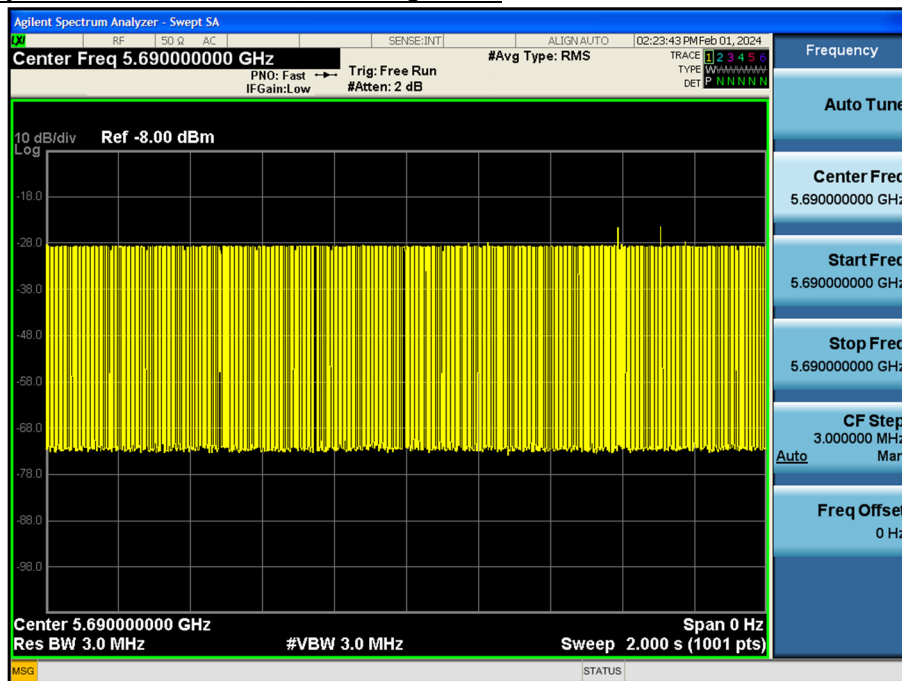 Agilent Spectrum Analyzer - Swept SA
LXI RF 50 Ω AC SENSE:INT ALIGN AUTO 02:23:43 PM Feb 01, 2024
Center Freq 5.690000000 GHz
#Avg Type: RMS
TRACE 1 2 3 4 5 6
PNO: Fast Trig: Free Run
TYPE WWWWWW
IFGain:Low #Atten: 2 dB
DET P N N N N N
10 dB/div Ref -8.00 dBm
Log
-18.0
-28.0
-38.0
-48.0
-58.0
-68.0
-78.0
-88.0
-98.0
Center 5.690000000 GHz Span 0 Hz
Res BW 3.0 MHz #VBW 3.0 MHz Sweep 2.000 s (1001 pts)
MSG STATUS
Frequency
Auto Tune
Center Freq
5.690000000 GHz
Start Freq
5.690000000 GHz
Stop Freq
5.690000000 GHz
CF Step
3.000000 MHz
Auto Man
Freq Offset
0 Hz